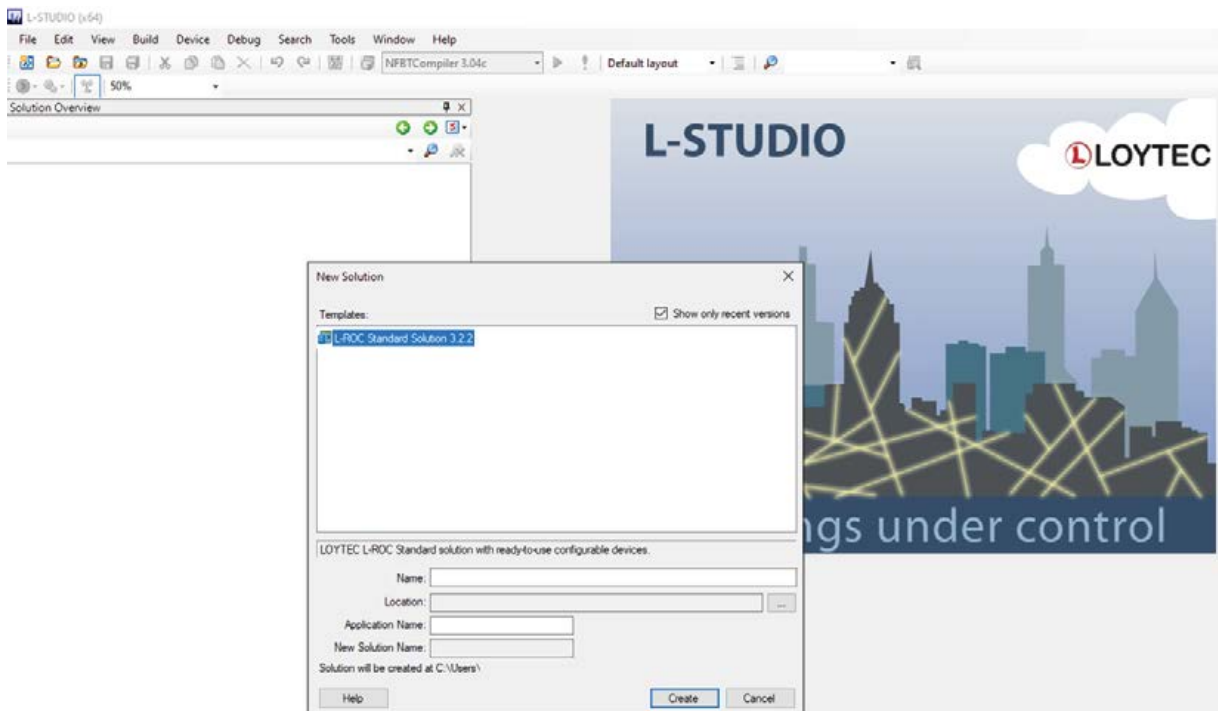 L-STUDIO (x64)
File Edit View Build Device Debug Search Tools Window Help
NFBTCompiler 3.04c Default layout
50%
Solution Overview
L-STUDIO
LOYTEC
New Solution
Templates: Show only recent versions
L-ROC Standard Solution 3.2.2
ngs under control
LOYTEC L-ROC Standard solution with ready-to-use configurable devices.
Name:
Location: ...
Application Name:
New Solution Name:
Solution will be created at C:\Users\
Help Create Cancel